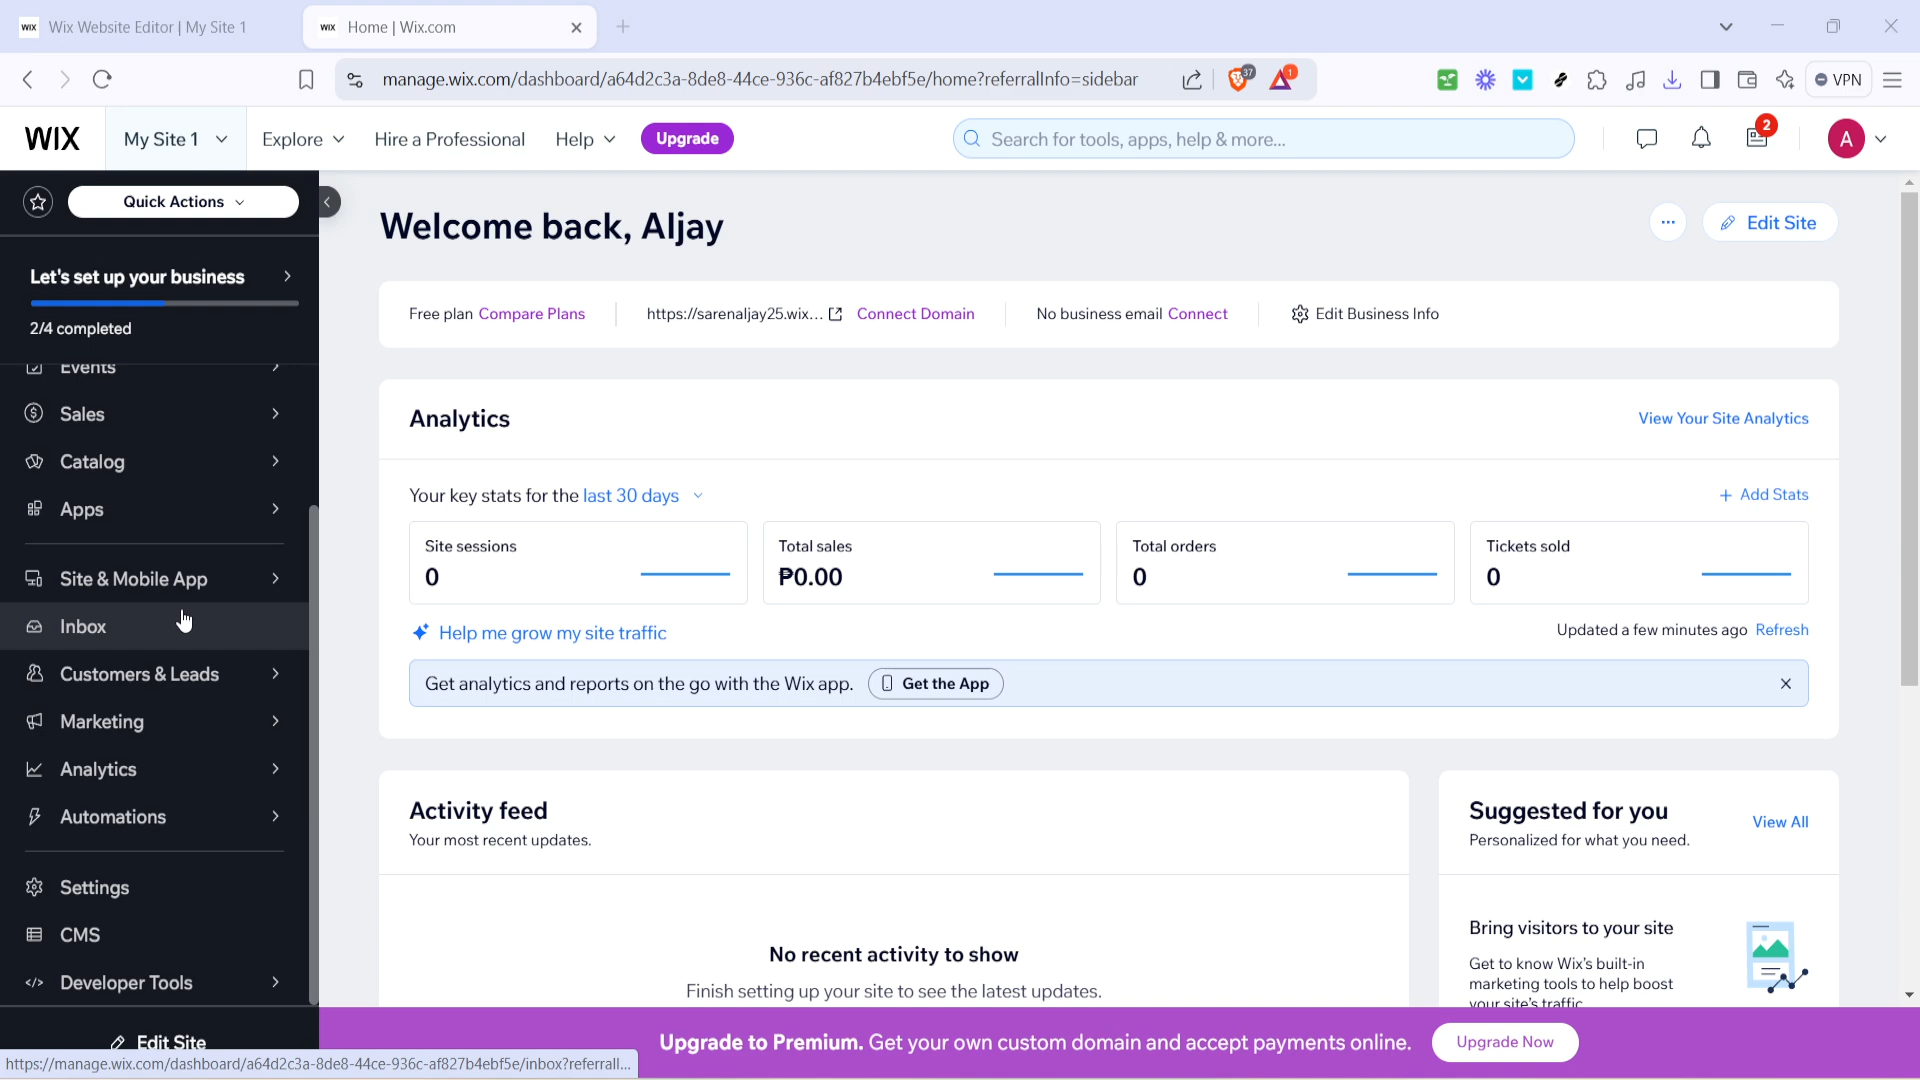 WIX Wix Website Editor | My Site 1
WIX Home | Wix.com
manage.wix.com/dashboard/a64d2c3a-8de8-44ce-936c-af827b4ebf5e/home?referralInfo=sidebar
37
1
VPN
WIX
My Site 1
Explore
Hire a Professional
Help
Upgrade
Search for tools, apps, help & more...
2
A
Quick Actions
Let's set up your business
2/4 completed
Events
Sales
Catalog
Apps
Site & Mobile App
Inbox
Customers & Leads
Marketing
Analytics
Automations
Settings
CMS
Developer Tools
Edit Site
https://manage.wix.com/dashboard/a64d2c3a-8de8-44ce-936c-af827b4ebf5e/inbox?referrall...
Welcome back, Aljay
Edit Site
Free plan Compare Plans
https://sarenaljay25.wix... Connect Domain
No business email Connect
Edit Business Info
Analytics
View Your Site Analytics
Your key stats for the last 30 days
+ Add Stats
Site sessions
0
Total sales
₱0.00
Total orders
0
Tickets sold
0
Help me grow my site traffic
Updated a few minutes ago Refresh
Get analytics and reports on the go with the Wix app.
Get the App
Activity feed
Your most recent updates.
No recent activity to show
Finish setting up your site to see the latest updates.
Suggested for you
Personalized for what you need.
View All
Bring visitors to your site
Get to know Wix's built-in
marketing tools to help boost
your site's traffic
Upgrade to Premium. Get your own custom domain and accept payments online.
Upgrade Now